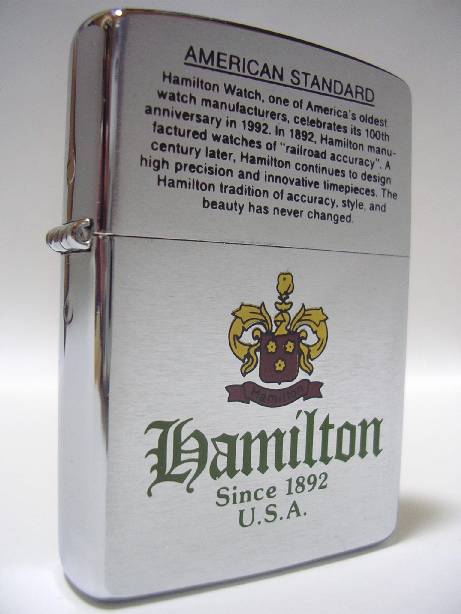 AMERICAN STANDARD
Hamilton Watch, one of America's oldest
watch manufacturers, celebrates its 100th
anniversary in 1992. In 1892, Hamilton manu-
factured watches of "railroad accuracy". A
century later, Hamilton continues to design
high precision and innovative timepieces. The
Hamilton tradition of accuracy, style, and
beauty has never changed.
Hamilton
Hamilton
Since 1892
U.S.A.